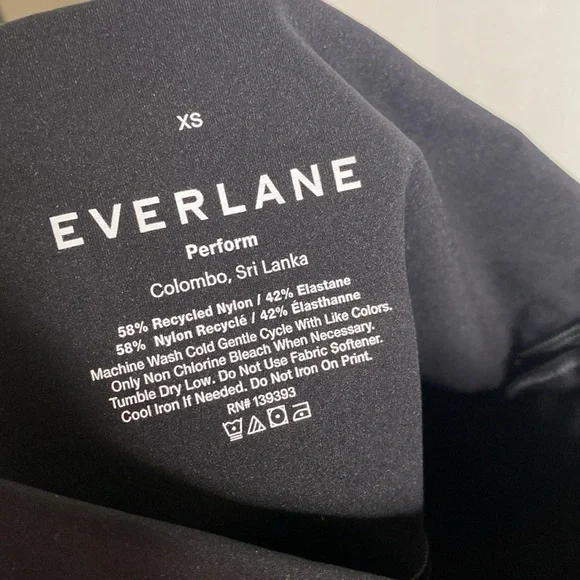 XS
EVERLANE
Perform
Colombo, Sri Lanka
58% Recycled Nylon / 42% Elastane
58% Nylon Recyclé / 42% Élasthanne
Machine Wash Cold Gentle Cycle With Like Colors.
Only Non Chlorine Bleach When Necessary.
Tumble Dry Low. Do Not Use Fabric Softener.
Cool Iron If Needed. Do Not Iron On Print.
RN# 139393